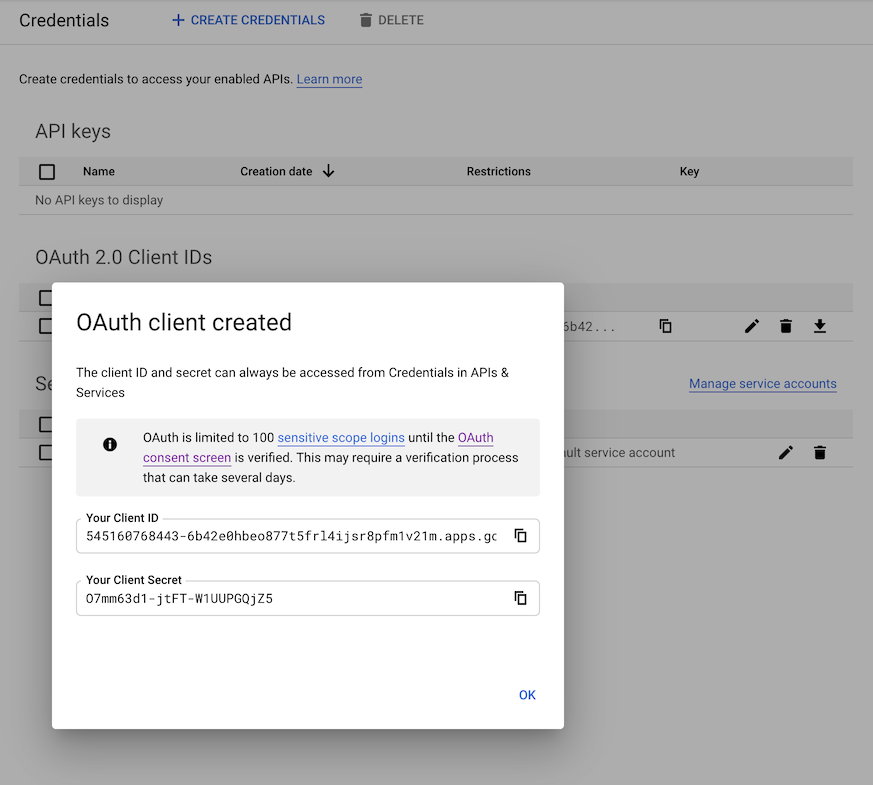 Credentials
CREATE CREDENTIALS
DELETE
Create credentials to access your enabled APIs. Learn more
API keys
Name Creation date Restrictions Key
No API keys to display
OAuth 2.0 Client IDs
6b42...
Se
Manage service accounts
ult service account
OAuth client created
The client ID and secret can always be accessed from Credentials in APIs &
Services
OAuth is limited to 100 sensitive scope logins until the OAuth
consent screen is verified. This may require a verification process
that can take several days.
Your Client ID
545160768443-6b42e0hbeo877t5frl4ijsr8pfm1v21m.apps.gc
Your Client Secret
O7mm63d1-jtFT-W1UUPGQjZ5
OK